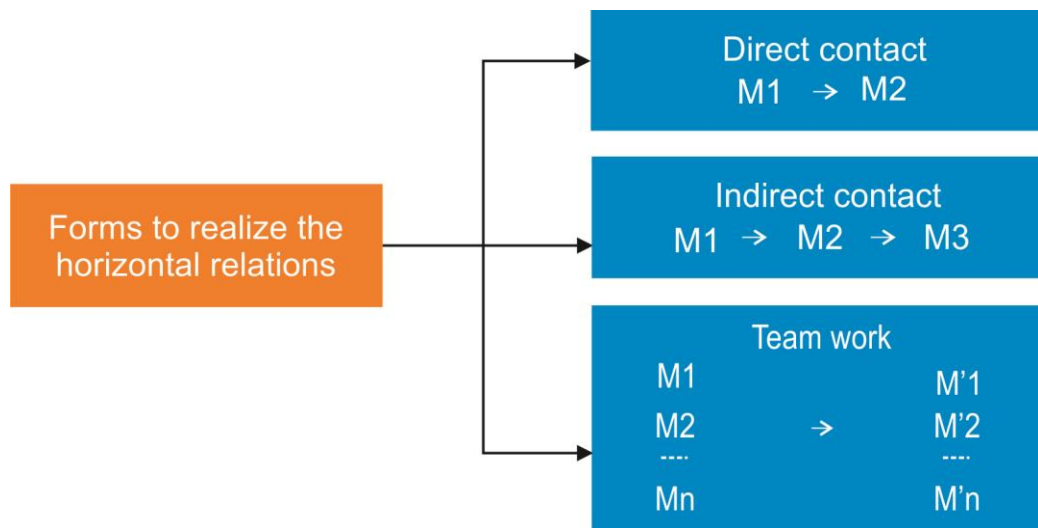 Forms to realize the
horizontal relations
Direct contact
M1 → M2
Indirect contact
M1 → M2 → M3
Team work
M1 M'1
M2 → M'2
---- ----
Mn M'n